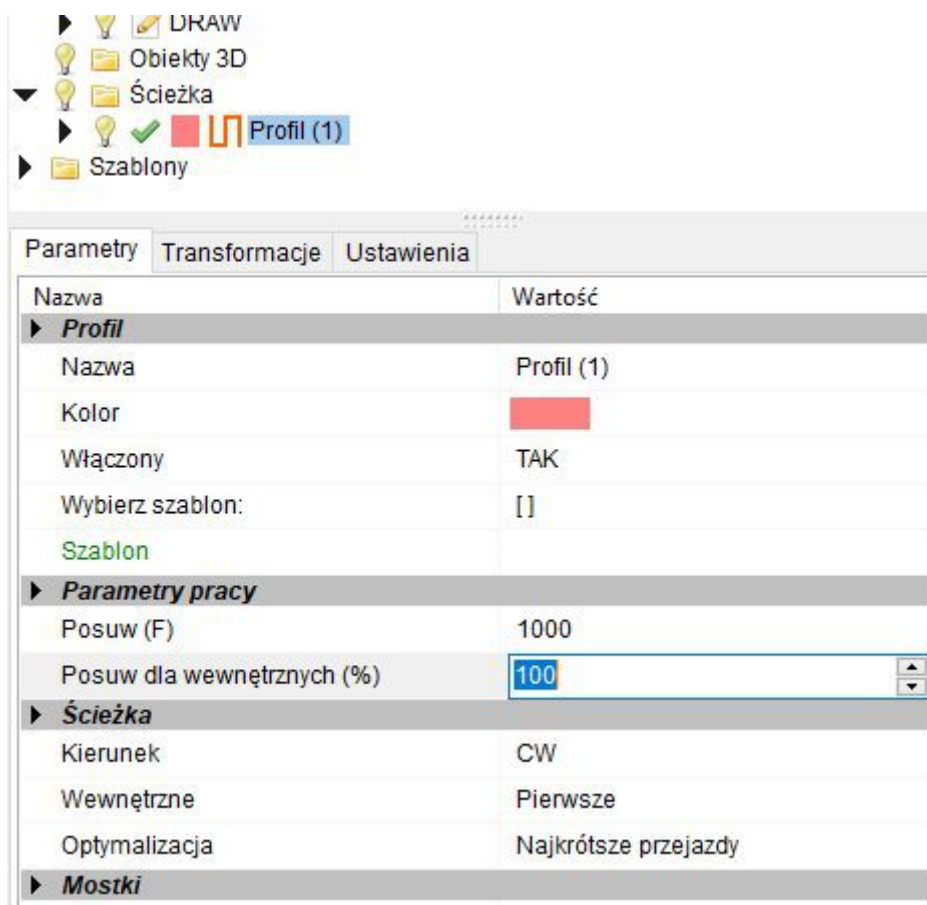 DRAW
Obiekty 3D
Ścieżka
Profil (1)
Szablony
Parametry Transformacje Ustawienia
Nazwa Wartość
Profil
Nazwa Profil (1)
Kolor
Włączony TAK
Wybierz szablon: [ ]
Szablon
Parametry pracy
Posuw (F) 1000
Posuw dla wewnętrznych (%) 100
Ścieżka
Kierunek CW
Wewnętrzne Pierwsze
Optymalizacja Najkrótsze przejazdy
Mostki